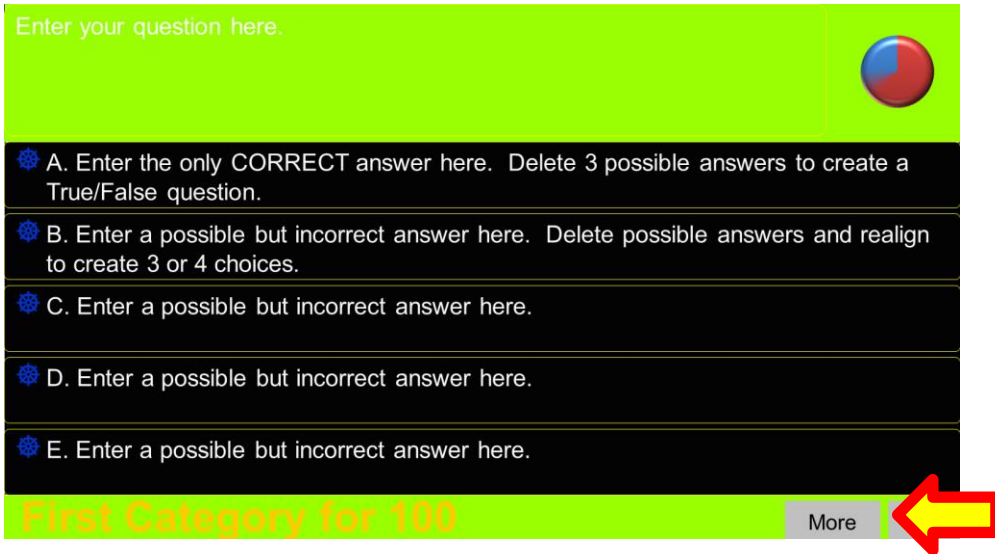 Enter your question here.
A. Enter the only CORRECT answer here. Delete 3 possible answers to create a
True/False question.
B. Enter a possible but incorrect answer here. Delete possible answers and realign
to create 3 or 4 choices.
C. Enter a possible but incorrect answer here.
D. Enter a possible but incorrect answer here.
E. Enter a possible but incorrect answer here.
First Category for 100
More